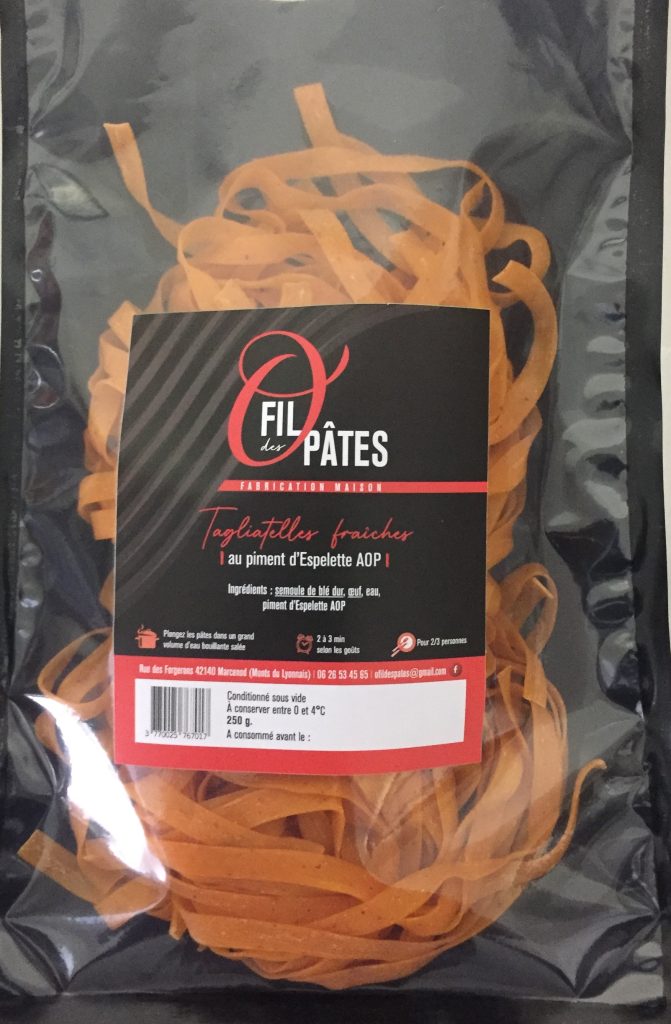 Ô
FIL
des PÂTES
FABRICATION MAISON
Tagliatelles fraîches
au piment d'Espelette AOP
Ingrédients : semoule de blé dur, œuf, eau,
piment d'Espelette AOP
Plongez les pâtes dans un grand
volume d'eau bouillante salée
2 à 3 min
selon les goûts
Pour 2/3 personnes
Rue des Forgerons 42140 Marcenod (Monts du Lyonnais) | 06 26 53 45 65 | ofildespates@gmail.com f
Conditionné sous vide
À conserver entre 0 et 4°C
250 g.
A consommé avant le :
3 770025 767017